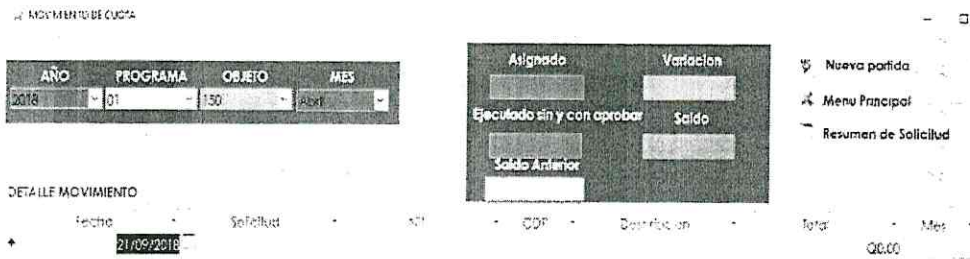 MOVIMIENTO DE CUOTA
AÑO PROGRAMA OBJETO MES
2018 01 150 Abril
Asignado Variacion
Ejecutado sin y con aprobar Saldo
Saldo Anterior
Nueva partida
Menu Principal
Resumen de Solicitud
DETALLE MOVIMIENTO
Fecha Solicitud CDP Descripcion Total Mes
21/09/2018 Q0.00